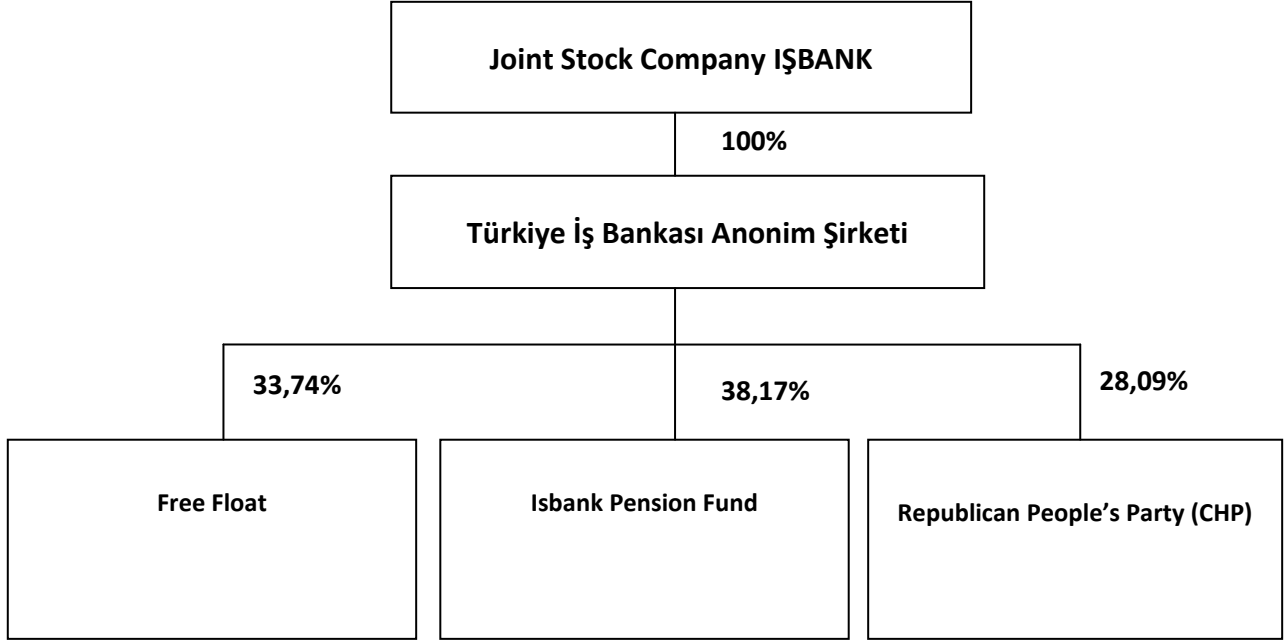 Joint Stock Company IŞBANK
100%
Türkiye İş Bankası Anonim Şirketi
33,74%
38,17%
28,09%
Free Float
Isbank Pension Fund
Republican People’s Party (CHP)